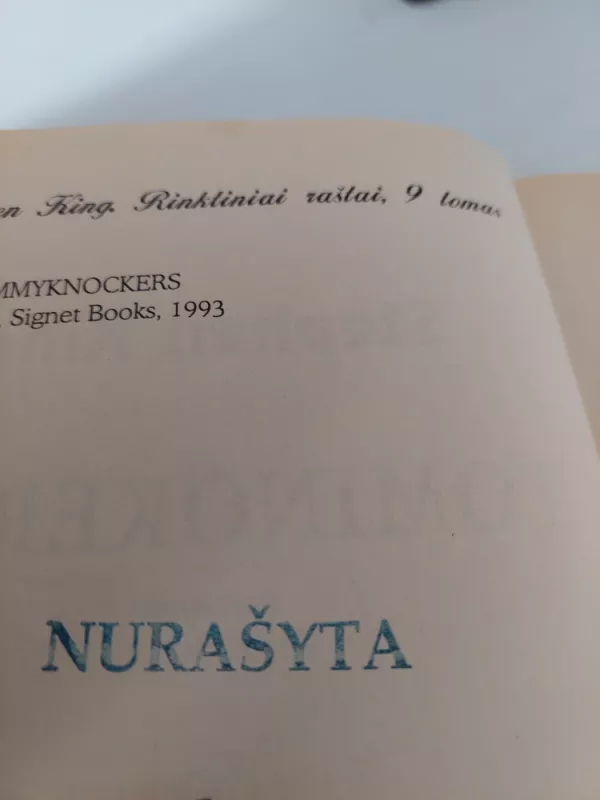 en King. Rinktiniai raštai, 9 tomas
MMYKNOCKERS
, Signet Books, 1993
NURAŠYTA